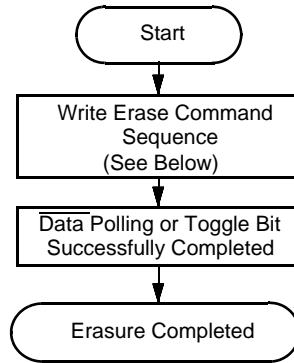 Start
Write Erase Command
Sequence
(See Below)
Data Polling or Toggle Bit
Successfully Completed
Erasure Completed